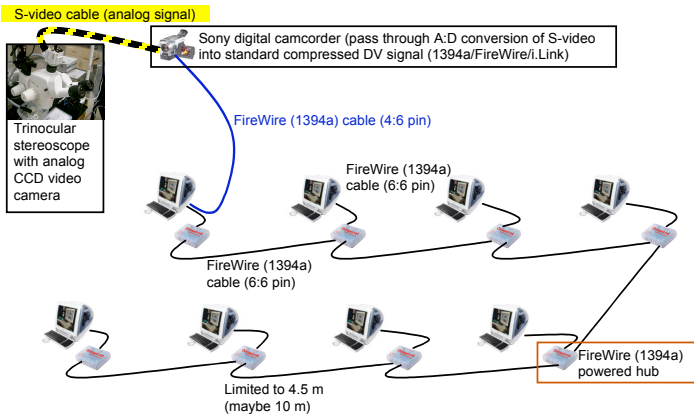 S-video cable (analog signal)
Sony digital camcorder (pass through A:D conversion of S-video
into standard compressed DV signal (1394a/FireWire/i.Link)
Trinocular
stereoscope
with analog
CCD video
camera
FireWire (1394a) cable (4:6 pin)
FireWire (1394a)
cable (6:6 pin)
FireWire (1394a)
cable (6:6 pin)
FireWire (1394a)
powered hub
Limited to 4.5 m
(maybe 10 m)